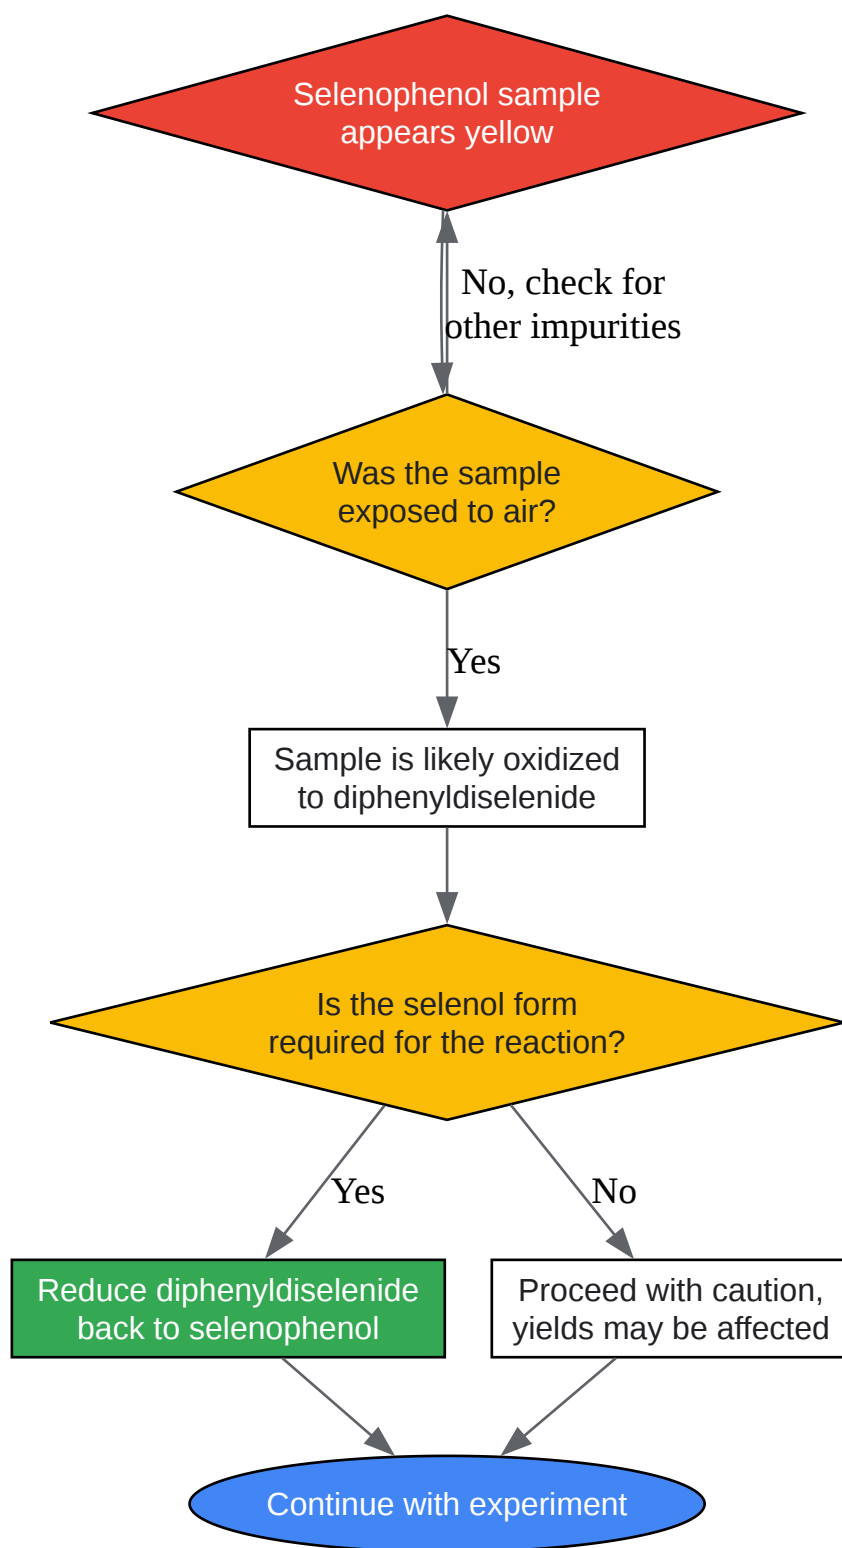 Selenophenol sample
appears yellow
No, check for
other impurities
Was the sample
exposed to air?
Yes
Sample is likely oxidized
to diphenyldiselenide
Is the selenol form
required for the reaction?
Yes
No
Reduce diphenyldiselenide
back to selenophenol
Proceed with caution,
yields may be affected
Continue with experiment